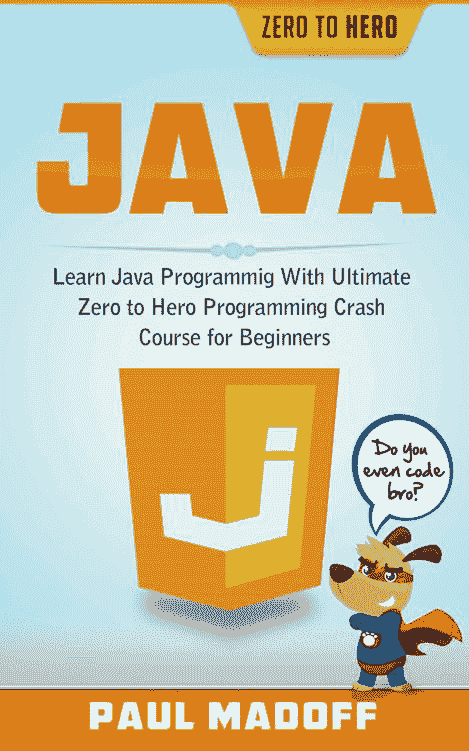 ZERO TO HERO
JAVA
Learn Java Programmig With Ultimate
Zero to Hero Programming Crash
Course for Beginners
J
Do you
even code
bro?
PAUL MADOFF